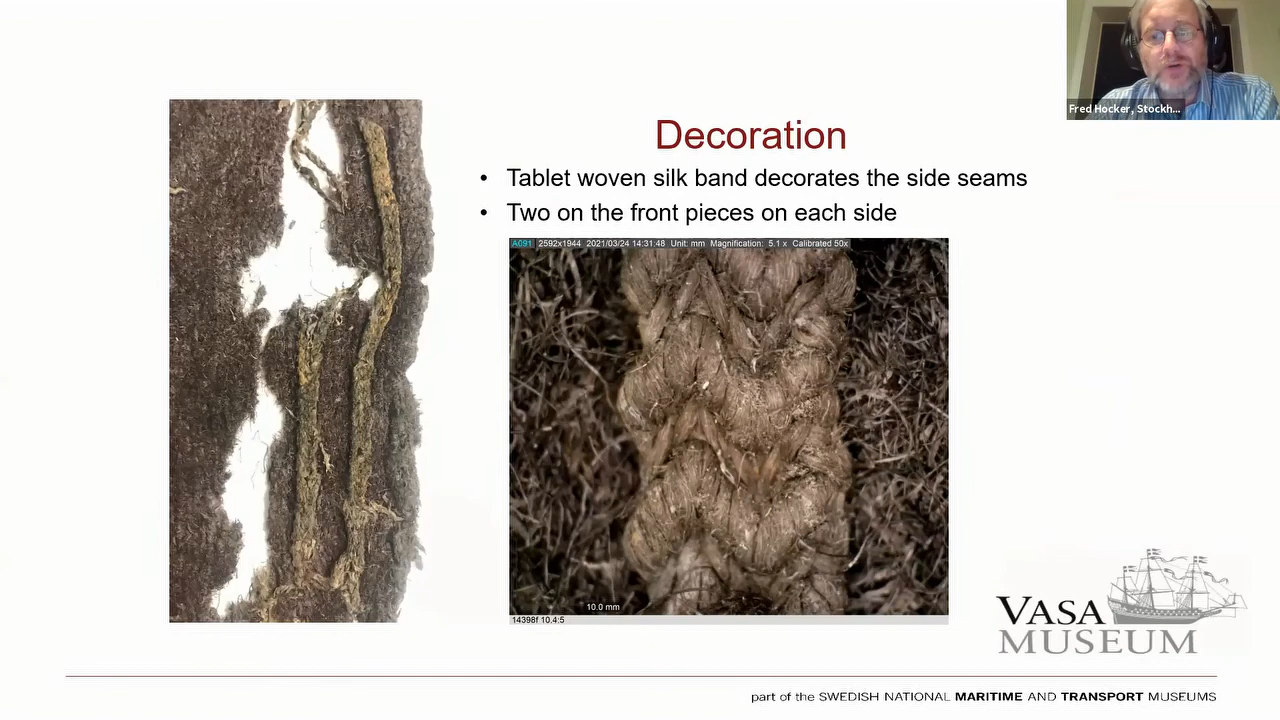 Fred Hocker, Stockh...
Decoration
• Tablet woven silk band decorates the side seams
• Two on the front pieces on each side
A091 2592x1944 2021/03/24 14:31:48 Unit: mm Magnification: 5.1 x Calibrated 50x
10.0 mm
14398f 10.4:5
VASA
MUSEUM
part of the SWEDISH NATIONAL MARITIME AND TRANSPORT MUSEUMS